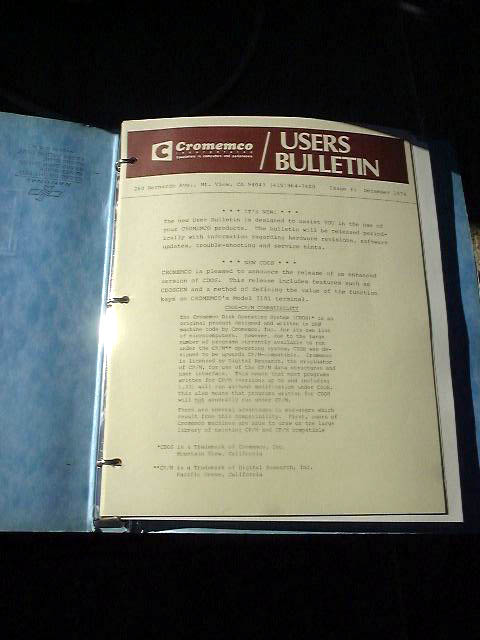 Cromemco
incorporated
Specialists in computers and peripherals
USERS
BULLETIN
280 Bernardo Ave., Mt. View, CA 94043 (415)964-7400 Issue 1: December 1979
* * * IT'S NEW! * * *
The new User Bulletin is designed to assist YOU in the use of
your CROMEMCO products. The bulletin will be released period-
ically with information regarding hardware revisions, software
updates, trouble-shooting and service hints.
* * * NEW CDOS * * *
CROMEMCO is pleased to announce the release of an enhanced
version of CDOS. This release includes features such as
CDOSGEN and a method of defining the value of the function
keys on CROMEMCO's Model 3101 terminal.
CDOS-CP/M COMPATIBILITY
The Cromemco Disk Operating System (CDOS)* is an
original product designed and written in Z80
machine code by Cromemco, Inc. for its own line
of microcomputers. However, due to the large
number of programs currently available to run
under the CP/M** operating system, CDOS was de-
signed to be upwards CP/M-compatible. Cromemco
is licensed by Digital Research, the originator
of CP/M, for use of the CP/M data structures and
user interface. This means that most programs
written for CP/M (versions up to and including
1.33) will run without modification under CDOS.
This also means that programs written for CDOS
will not generally run under CP/M.
There are several advantages to our users which
result from this compatibility. First, users of
Cromemco machines are able to draw on the large
library of existing CP/M and CP/M compatible
*CDOS is a Trademark of Cromemco, Inc.
Mountain View, California
**CP/M is a Trademark of Digital Research, Inc.
Pacific Grove, California